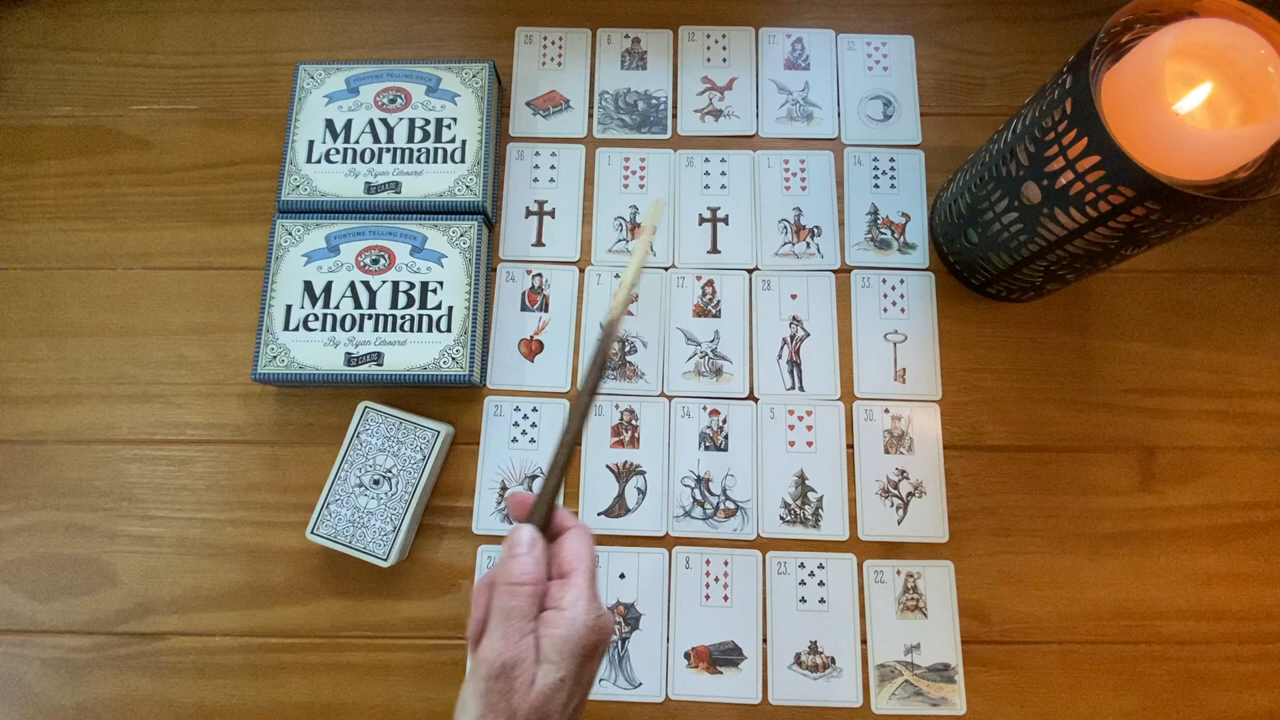 FORTUNE TELLING DECK
MAYBE
Lenormand
By Ryan Edward
52 CARDS
FORTUNE TELLING DECK
MAYBE
Lenormand
By Ryan Edward
52 CARDS
26. 6. 12. 17. 32.
36. 1. 36. 1. 14.
24. 7. 17. 28. 33.
21. 10. 34. 5. 30.
8. 23. 22.